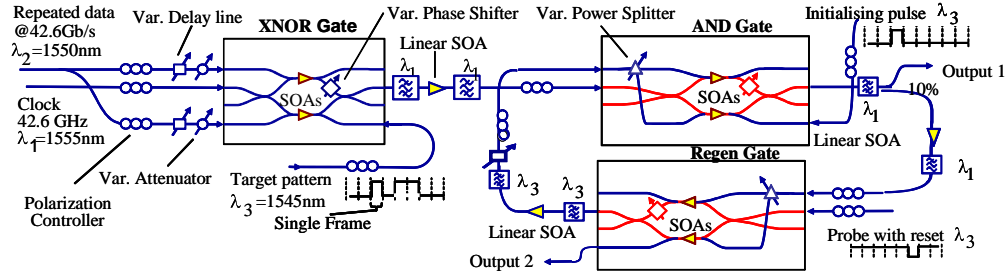 Repeated data
@42.6Gb/s
λ2=1550nm
Var. Delay line
XNOR Gate
Var. Phase Shifter
Linear SOA
λ1
λ1
SOAs
Clock
42.6 GHz
λ1=1555nm
Polarization
Controller
Var. Attenuator
Target pattern
λ3=1545nm
Single Frame
Var. Power Splitter
AND Gate
SOAs
Initialising pulse λ3
Output 1
10%
λ1
Linear SOA
λ1
Regen Gate
SOAs
λ3
λ3
Linear SOA
Output 2
Probe with reset λ3